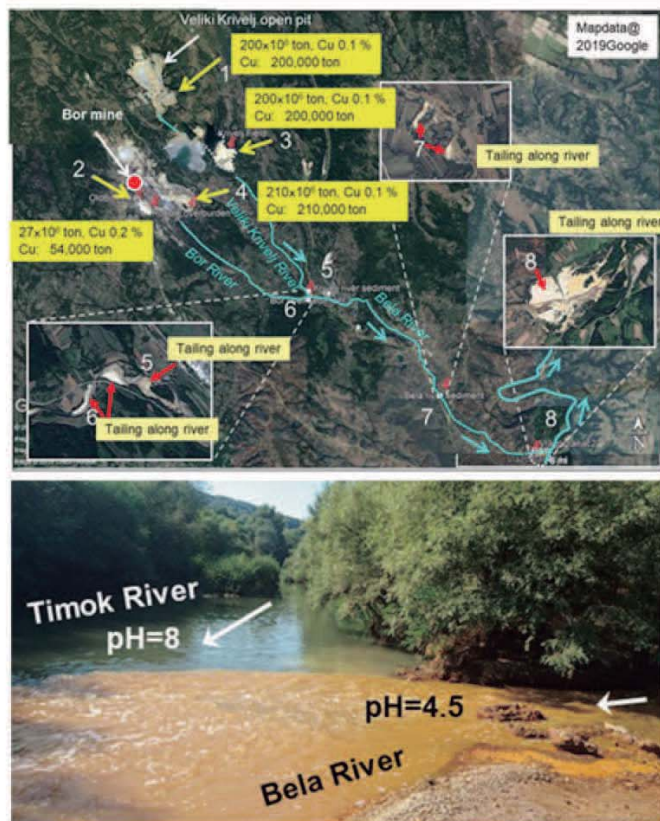 Veliki Krivelj open pit
Mapdata@
2019Google
200×10⁶ ton, Cu 0.1 %
Cu: 200,000 ton
1
Bor mine
200×10⁶ ton, Cu 0.1 %
Cu: 200,000 ton
3
7
Tailing along river
2
4
210×10⁶ ton, Cu 0.1 %
Cu: 210,000 ton
27×10⁶ ton, Cu 0.2 %
Cu: 54,000 ton
Veliki Krivelj River
Bor River
Tailing along river
8
5
river sediment
6
Bela River
Tailing along river
5
6
Tailing along river
7
8
N
Timok River
pH=8
pH=4.5
Bela River